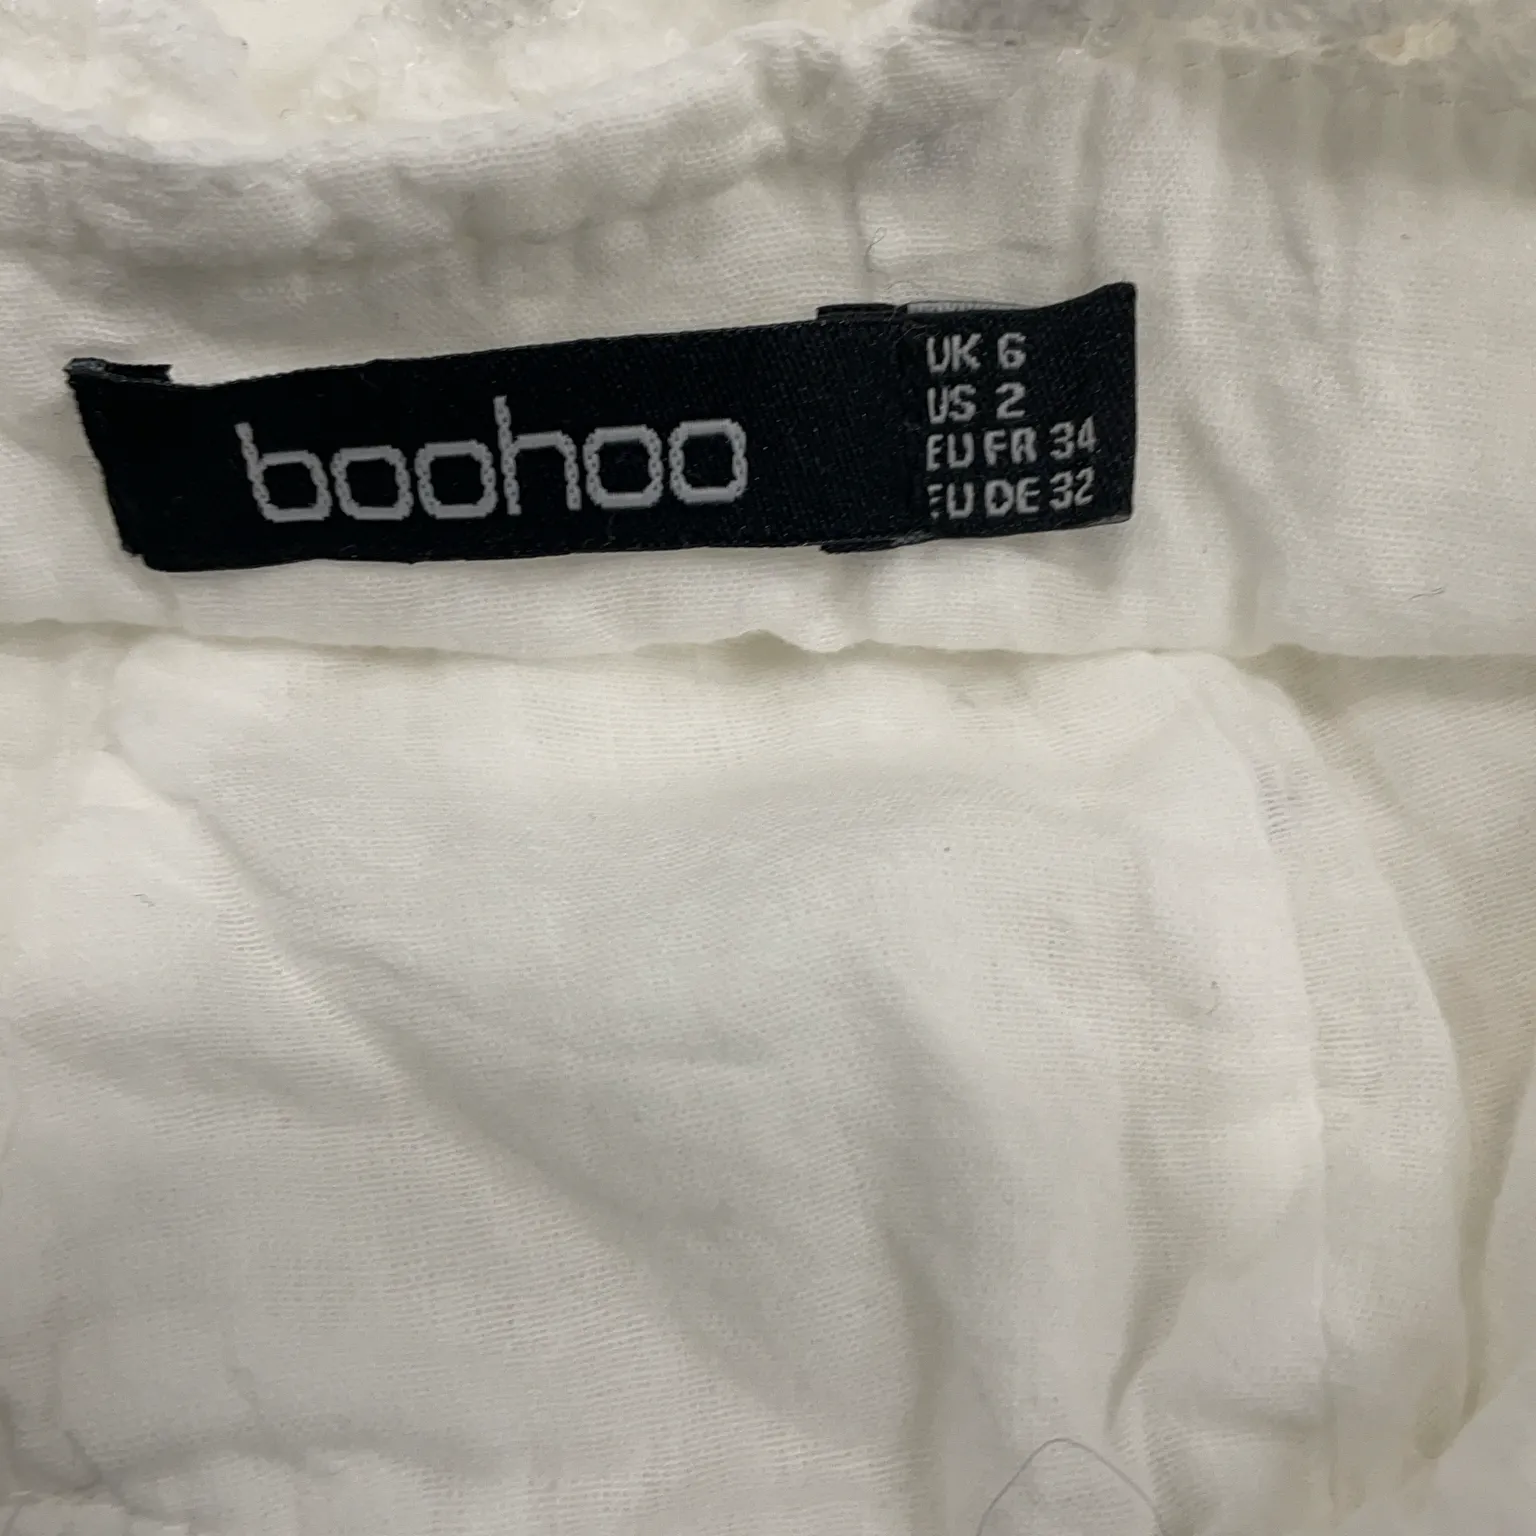 boohoo
UK 6
US 2
EU FR 34
EU DE 32